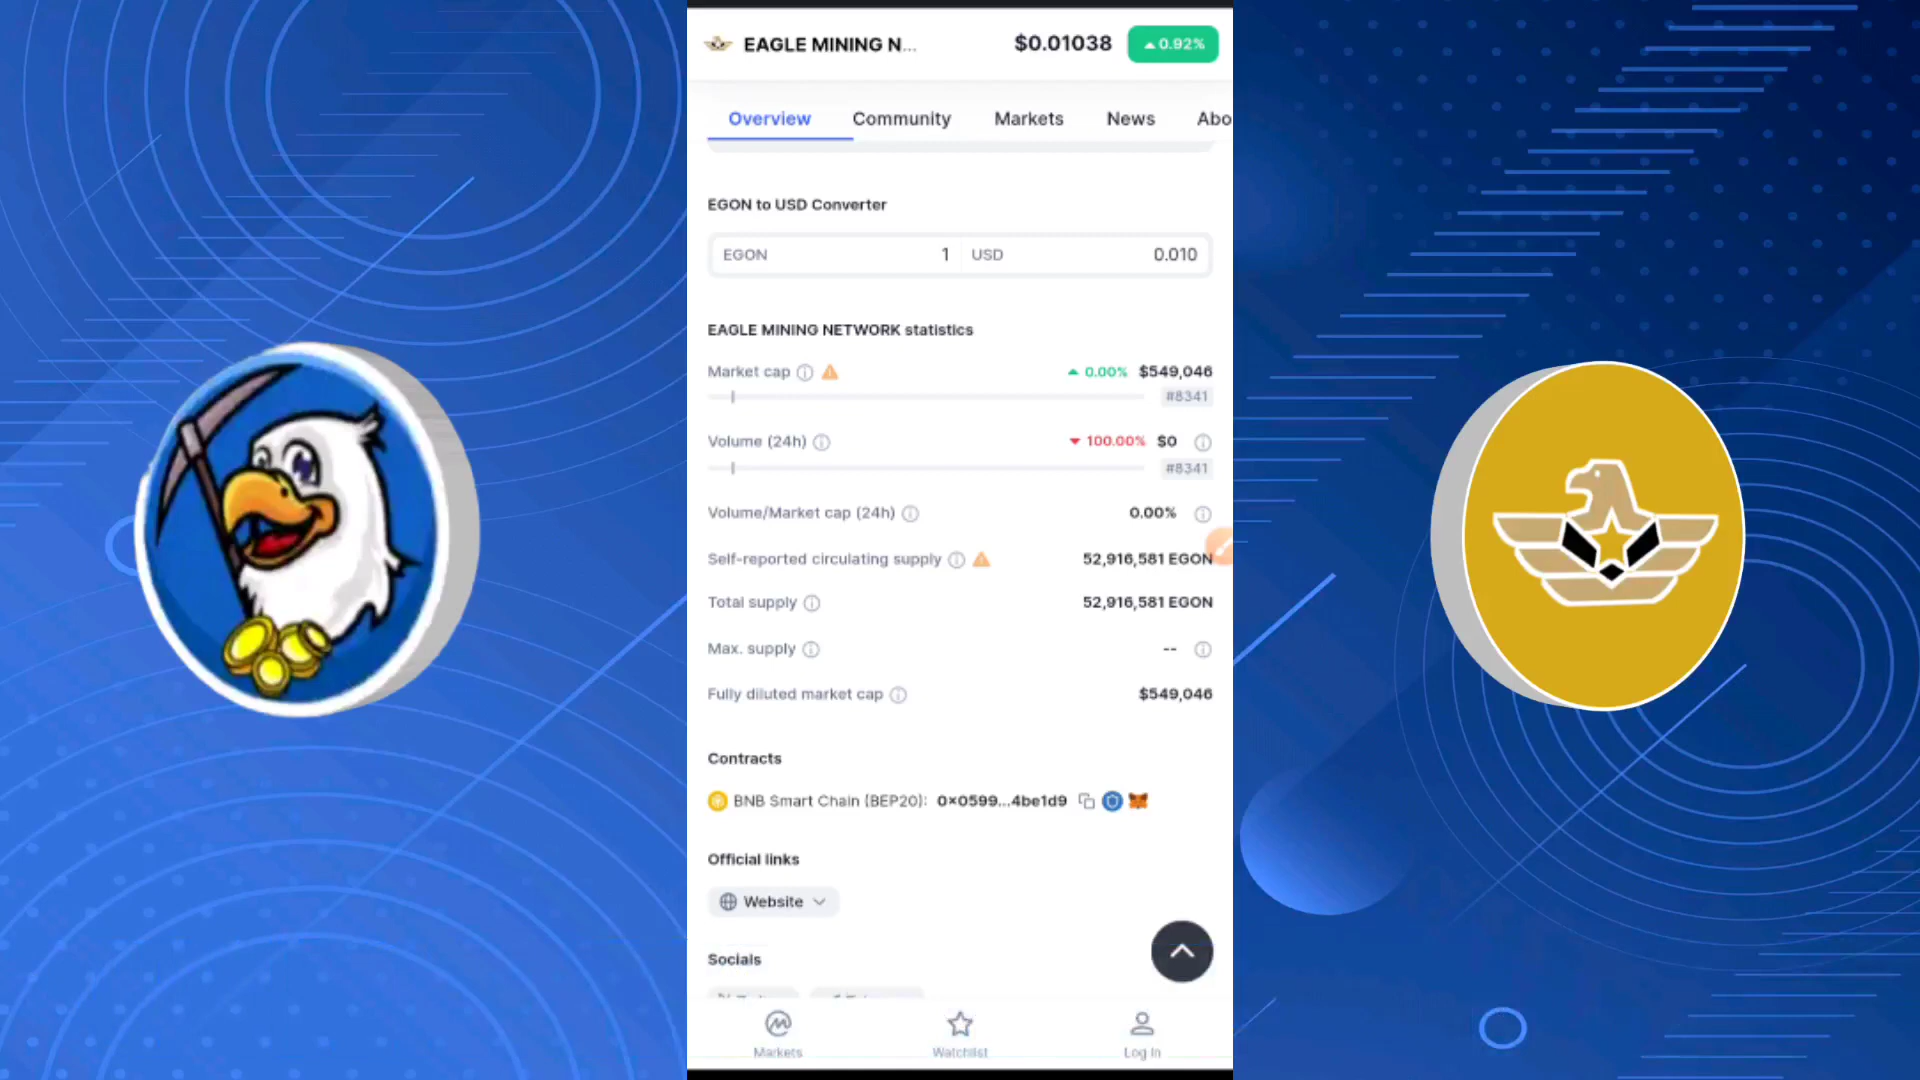 EAGLE MINING N...
$0.01038
0.92%
Overview Community Markets News Abo
EGON to USD Converter
EGON 1 USD 0.010
EAGLE MINING NETWORK statistics
Market cap 0.00% $549,046
#8341
Volume (24h) 100.00% $0
#8341
Volume/Market cap (24h) 0.00%
Self-reported circulating supply 52,916,581 EGON
Total supply 52,916,581 EGON
Max. supply --
Fully diluted market cap $549,046
Contracts
BNB Smart Chain (BEP20): 0x0599...4be1d9
Official links
Website
Socials
Markets Watchlist Log In